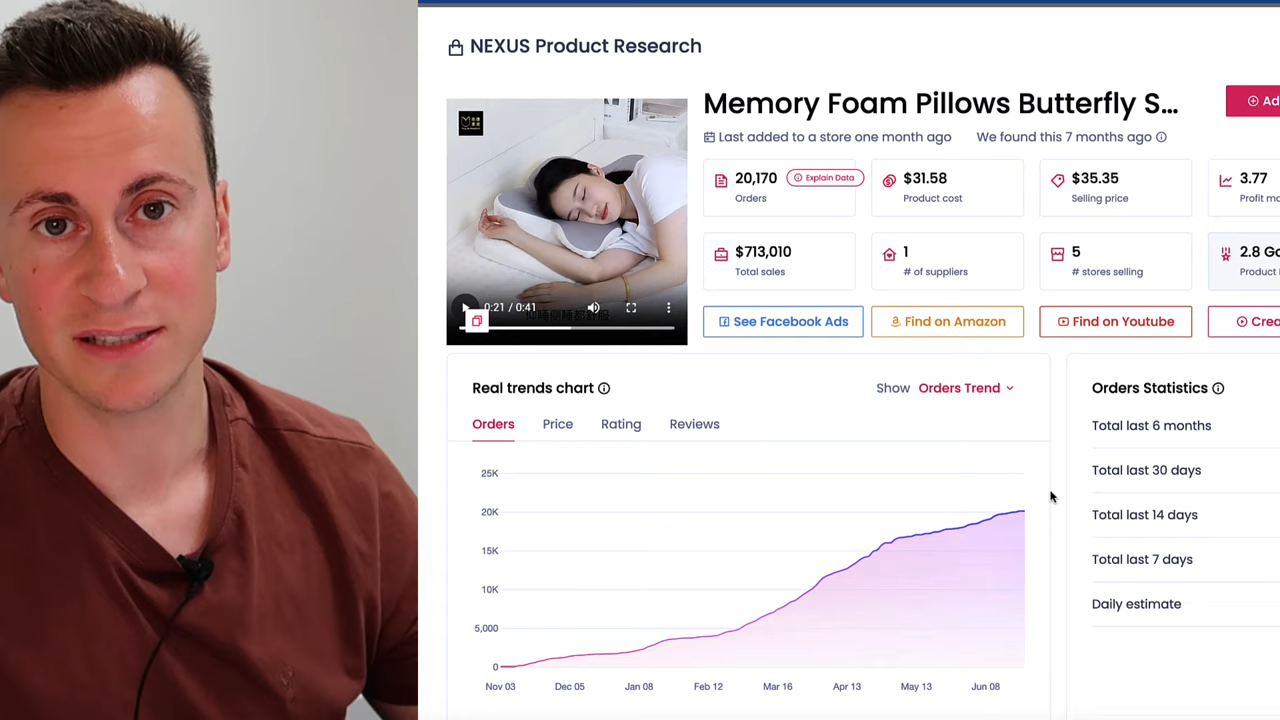 NEXUS Product Research
Memory Foam Pillows Butterfly S...
Ad
Last added to a store one month ago
We found this 7 months ago
20,170
Explain Data
Orders
$31.58
Product cost
$35.35
Selling price
3.77
Profit ma
$713,010
Total sales
1
# of suppliers
5
# stores selling
2.8 Go
Product
0:21 / 0:41
See Facebook Ads
Find on Amazon
Find on Youtube
Crea
Real trends chart
Show Orders Trend
Orders Price Rating Reviews
25K
20K
15K
10K
5,000
0
Nov 03 Dec 05 Jan 08 Feb 12 Mar 16 Apr 13 May 13 Jun 08
Orders Statistics
Total last 6 months
Total last 30 days
Total last 14 days
Total last 7 days
Daily estimate